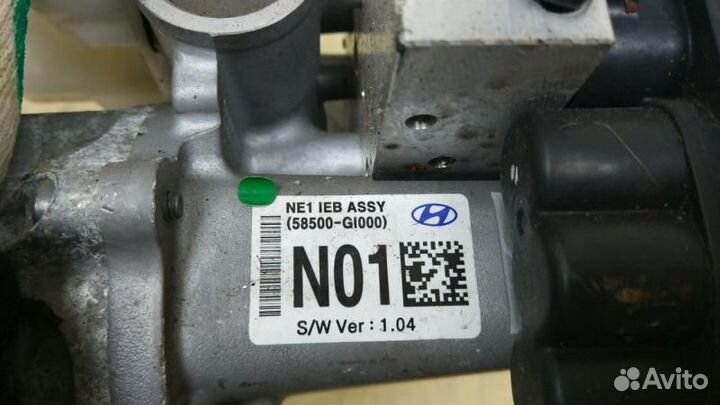 NE1 IEB ASSY
(58500-GI000)
N01
S/W Ver : 1.04
Avito